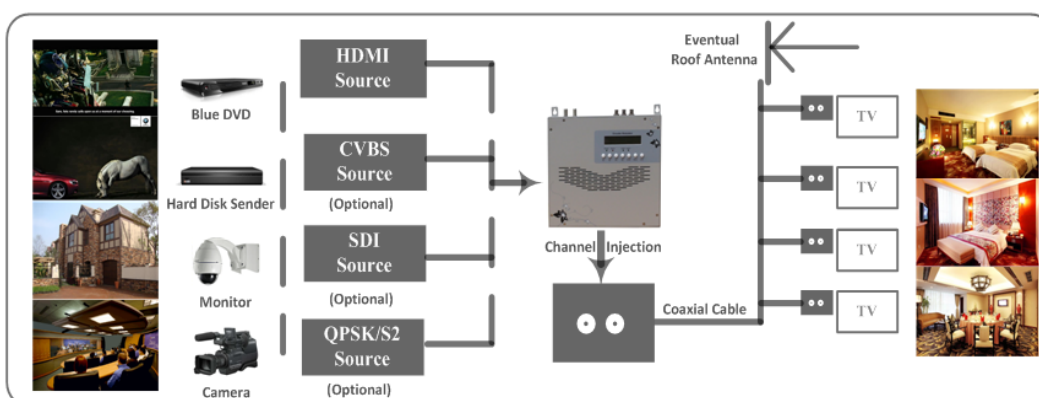 HDMI
Source
Blue DVD
CVBS
Source
(Optional)
Hard Disk Sender
SDI
Source
(Optional)
Monitor
QPSK/S2
Source
(Optional)
Camera
Channel Injection
Coaxial Cable
Eventual
Roof Antenna
TV
TV
TV
TV